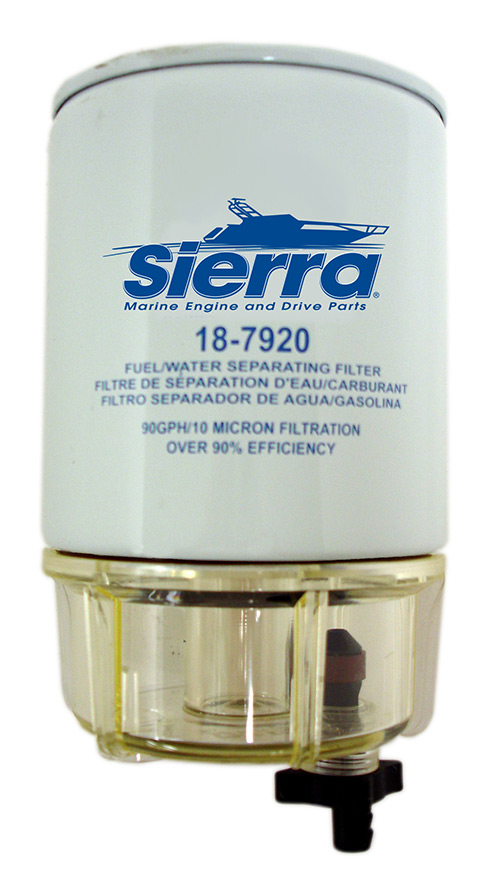 Sierra®
Marine Engine and Drive Parts
18-7920
FUEL/WATER SEPARATING FILTER
FILTRE DE SÉPARATION D'EAU/CARBURANT
FILTRO SEPARADOR DE AGUA/GASOLINA
90GPH/10 MICRON FILTRATION
OVER 90% EFFICIENCY